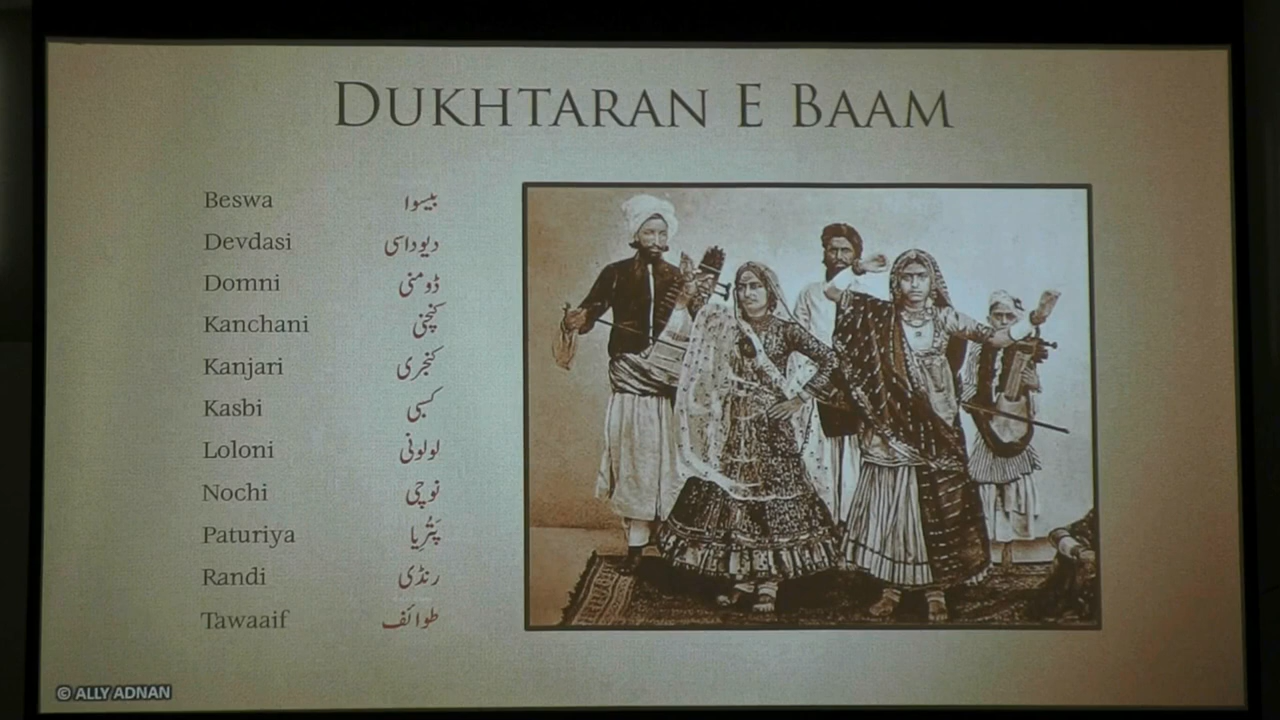 DUKHTARAN E BAAM
Beswa بیسوا
Devdasi دیوداسی
Domni ڈومنی
Kanchani کنچنی
Kanjari کنجری
Kasbi کسبی
Loloni لولونی
Nochi نوچی
Paturiya پَتُرِیا
Randi رنڈی
Tawaaif طوائف
© ALLY ADNAN